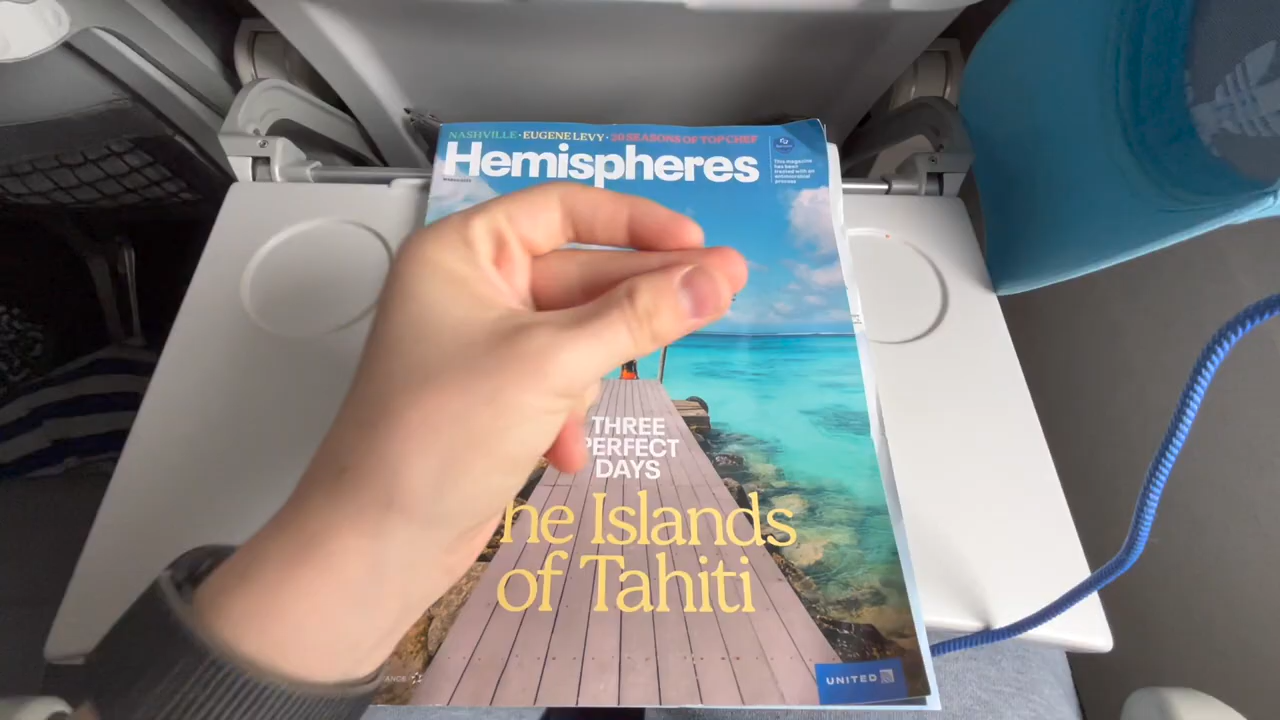 NASHVILLE · EUGENE LEVY · 20 SEASONS OF TOP CHEF
Hemispheres
This magazine
has been
treated with an
antimicrobial
process
THREE
PERFECT
DAYS
he Islands
of Tahiti
UNITED